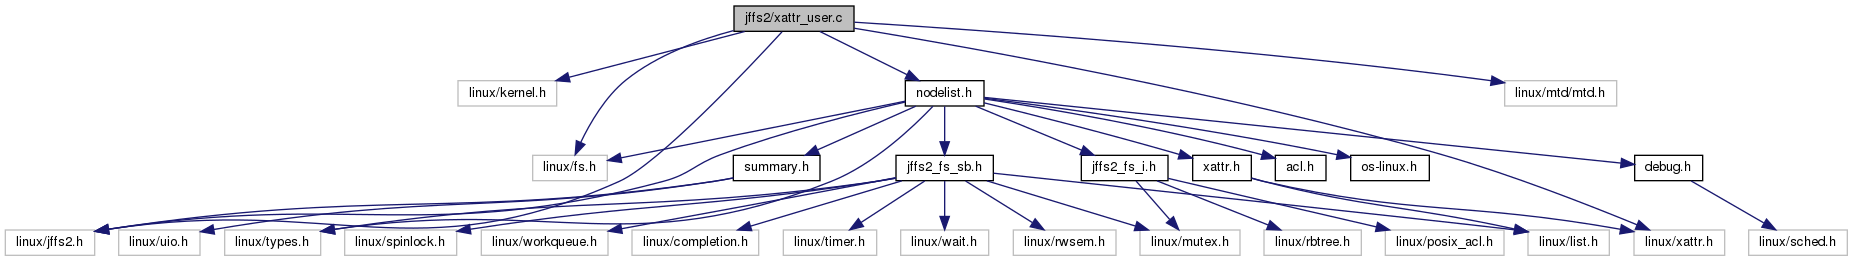 jffs2/xattr_user.c
linux/kernel.h
nodelist.h
linux/mtd/mtd.h
linux/fs.h
summary.h
jffs2_fs_sb.h
jffs2_fs_i.h
xattr.h
acl.h
os-linux.h
debug.h
linux/jffs2.h
linux/uio.h
linux/types.h
linux/spinlock.h
linux/workqueue.h
linux/completion.h
linux/timer.h
linux/wait.h
linux/rwsem.h
linux/mutex.h
linux/rbtree.h
linux/posix_acl.h
linux/list.h
linux/xattr.h
linux/sched.h